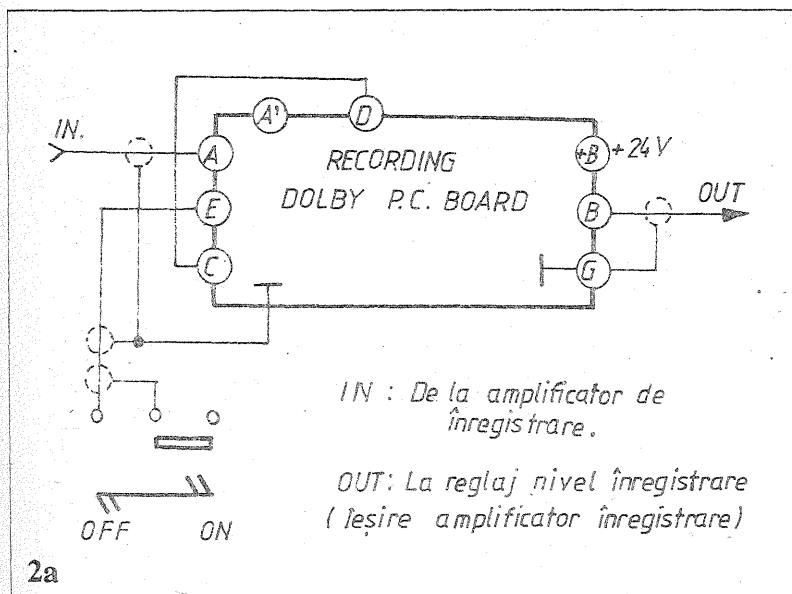 IN.
A'
D
A
RECORDING
+B +24V
E
DOLBY P.C. BOARD
B
OUT
C
G
IN : De la amplificator de
înregistrare.
OUT: La reglaj nivel înregistrare
(Ieșire amplificator înregistrare)
OFF
ON
2a